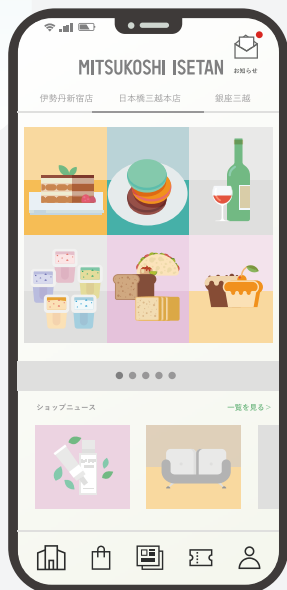 MITSUKOSHI ISETAN
お知らせ
伊勢丹新宿店
日本橋三越本店
銀座三越
ショップニュース
一覧を見る>